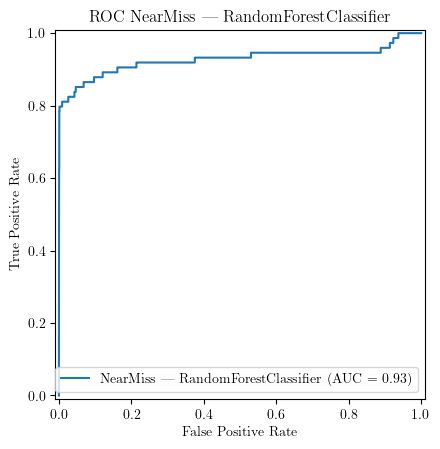 ROC NearMiss — RandomForestClassifier
1.0
0.8
0.6
0.4
0.2
0.0
True Positive Rate
NearMiss — RandomForestClassifier (AUC = 0.93)
0.0 0.2 0.4 0.6 0.8 1.0
False Positive Rate